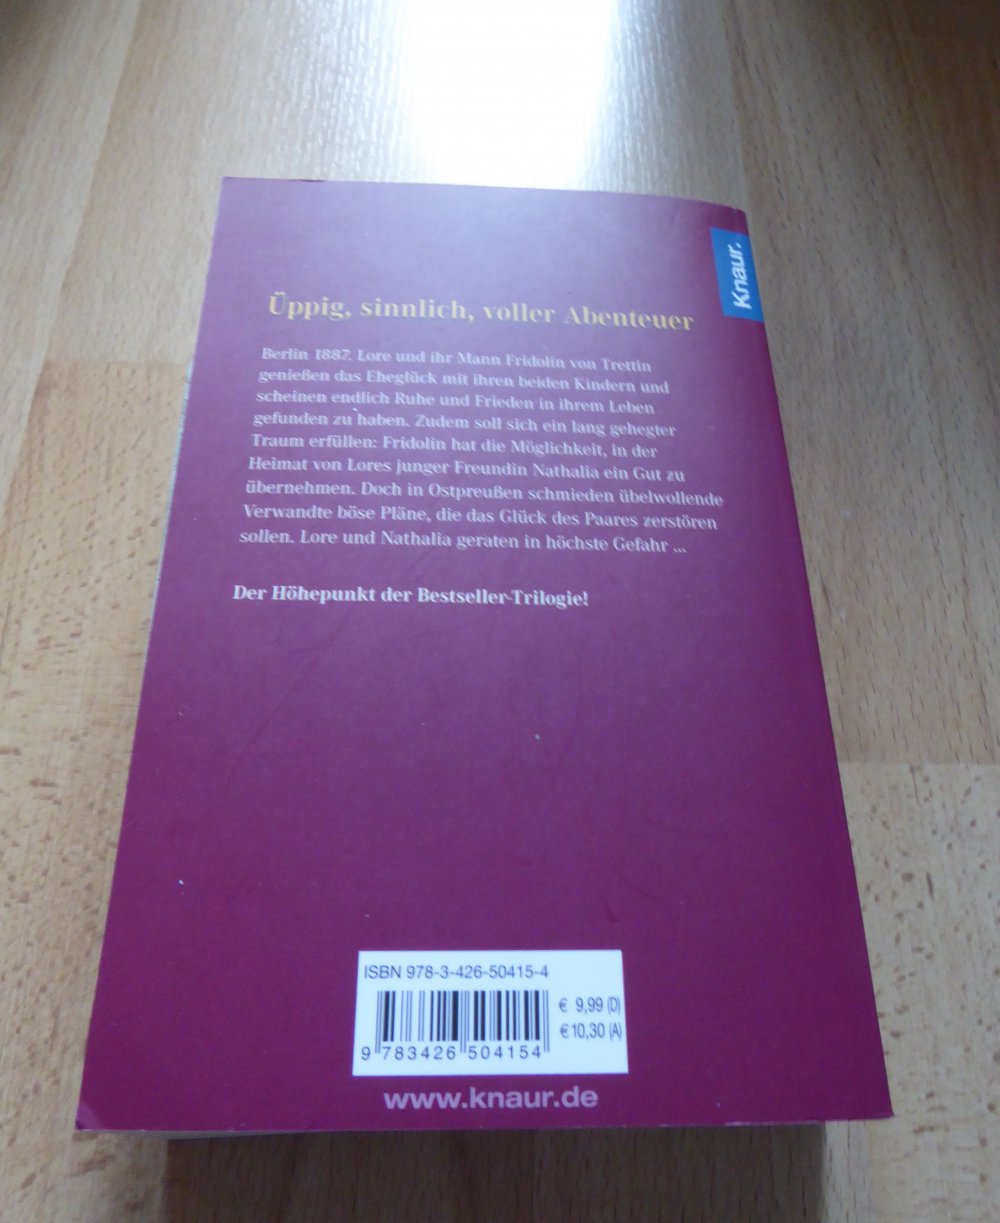 Knaur.
Üppig, sinnlich, voller Abenteuer
Berlin 1887. Lore und ihr Mann Fridolin von Trettin
genießen das Eheglück mit ihren beiden Kindern und
scheinen endlich Ruhe und Frieden in ihrem Leben
gefunden zu haben. Zudem soll sich ein lang gehegter
Traum erfüllen: Fridolin hat die Möglichkeit, in der
Heimat von Lores junger Freundin Nathalia ein Gut zu
übernehmen. Doch in Ostpreußen schmieden übelwollende
Verwandte böse Pläne, die das Glück des Paares zerstören
sollen. Lore und Nathalia geraten in höchste Gefahr ...
Der Höhepunkt der Bestseller-Trilogie!
ISBN 978-3-426-50415-4
€ 9,99 (D)
€ 10,30 (A)
9 783426 504154
www.knaur.de